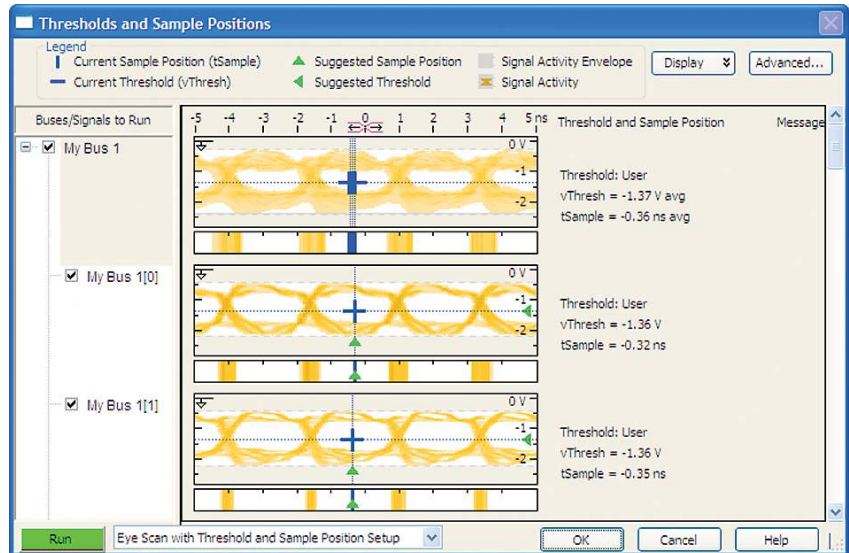 Thresholds and Sample Positions
Legend
Current Sample Position (tSample)
Suggested Sample Position
Signal Activity Envelope
Current Threshold (vThresh)
Suggested Threshold
Signal Activity
Display
Advanced...
Buses/Signals to Run
-5 -4 -3 -2 -1 0 1 2 3 4 5 ns
Threshold and Sample Position
Message
My Bus 1
0 V
-1
-2
Threshold: User
vThresh = -1.37 V avg
tSample = -0.36 ns avg
My Bus 1[0]
0 V
-1
-2
Threshold: User
vThresh = -1.36 V
tSample = -0.32 ns
My Bus 1[1]
0 V
-1
-2
Threshold: User
vThresh = -1.36 V
tSample = -0.35 ns
Run
Eye Scan with Threshold and Sample Position Setup
OK
Cancel
Help